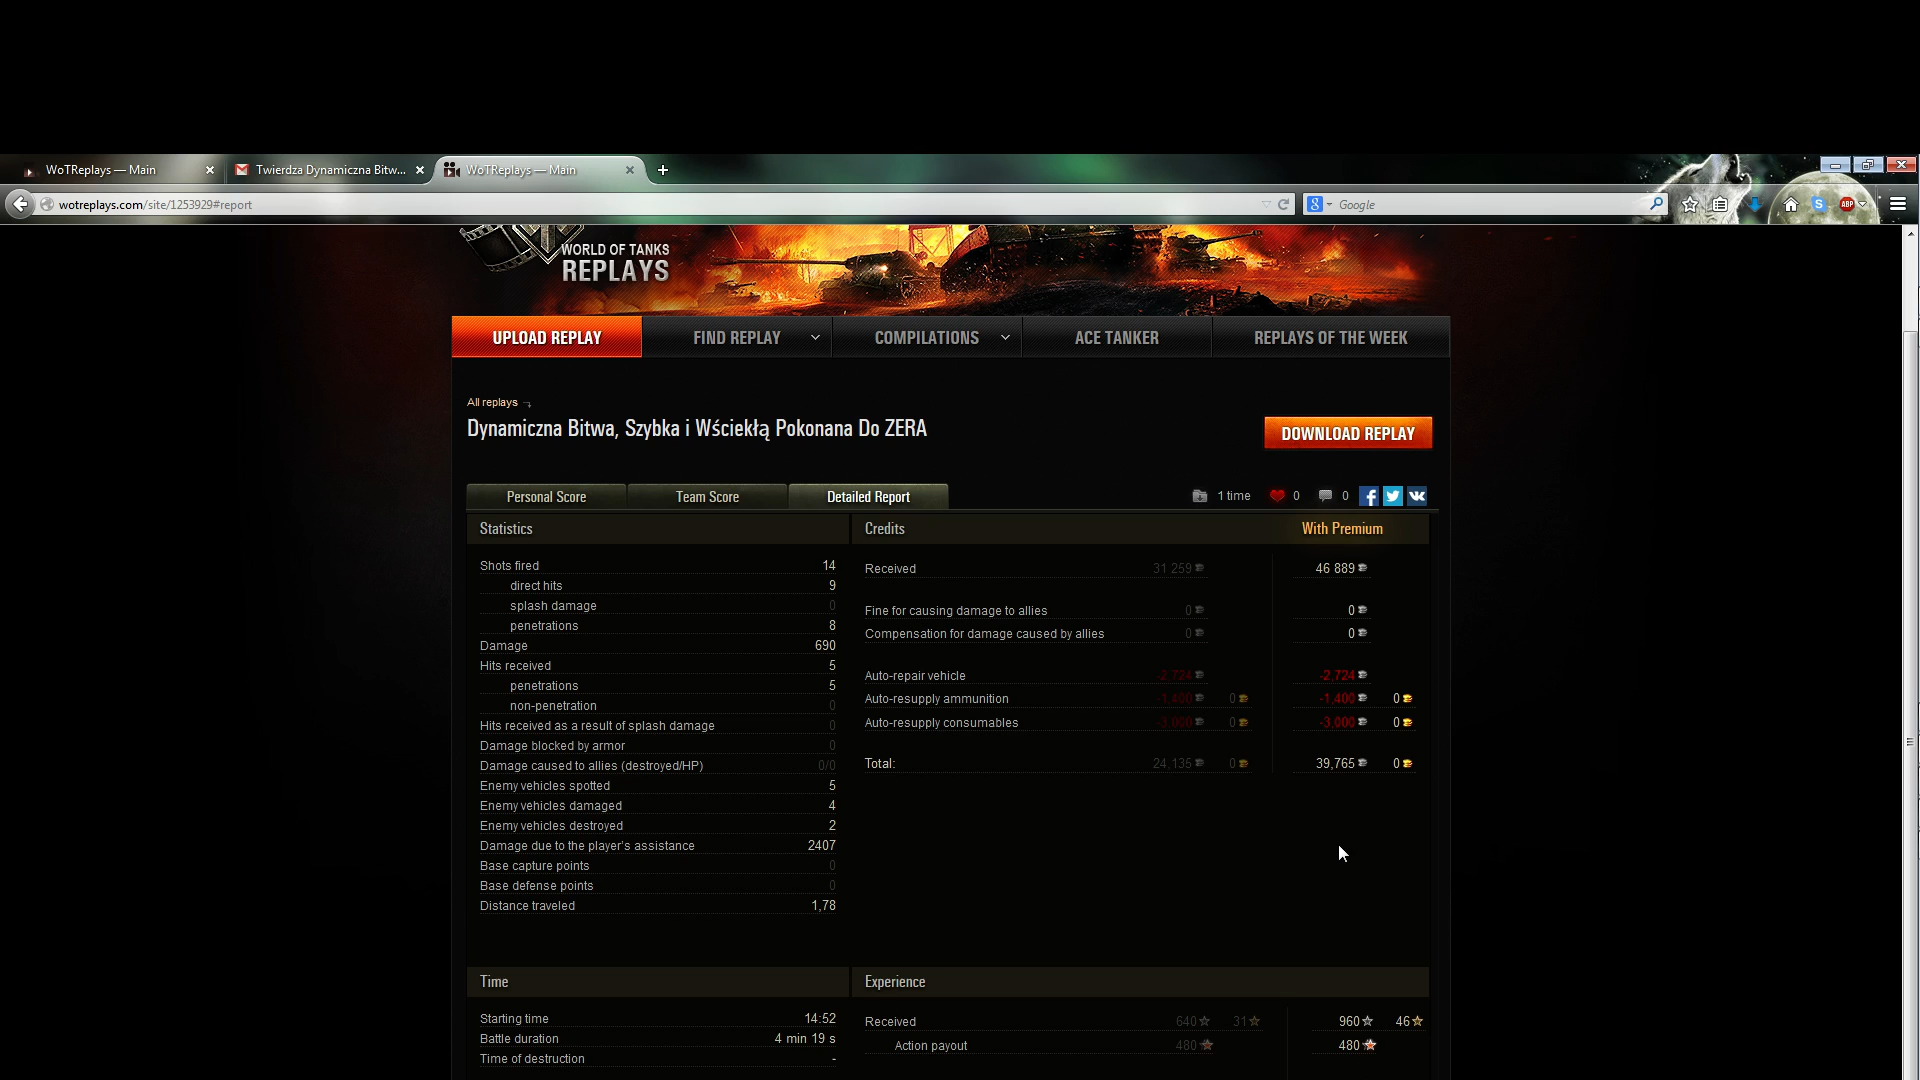 WoTReplays — Main
Twierdza Dynamiczna Bitw...
WoTReplays — Main
wotreplays.com/site/1253929#report
Google
WORLD OF TANKS
REPLAYS
UPLOAD REPLAY
FIND REPLAY
COMPILATIONS
ACE TANKER
REPLAYS OF THE WEEK
All replays
Dynamiczna Bitwa, Szybka i Wściekłą Pokonana Do ZERA
DOWNLOAD REPLAY
Personal Score
Team Score
Detailed Report
1 time
0
0
Statistics
Shots fired 14
direct hits 9
splash damage 0
penetrations 8
Damage 690
Hits received 5
penetrations 5
non-penetration 0
Hits received as a result of splash damage 0
Damage blocked by armor 0
Damage caused to allies (destroyed/HP) 0/0
Enemy vehicles spotted 5
Enemy vehicles damaged 4
Enemy vehicles destroyed 2
Damage due to the player's assistance 2407
Base capture points 0
Base defense points 0
Distance traveled 1,78
Credits With Premium
Received 31 259 46 889
Fine for causing damage to allies 0 0
Compensation for damage caused by allies 0 0
Auto-repair vehicle -2,724 -2,724
Auto-resupply ammunition -1,400 0 -1,400 0
Auto-resupply consumables -3,000 0 -3,000 0
Total: 24,135 0 39,765 0
Time
Starting time 14:52
Battle duration 4 min 19 s
Time of destruction -
Experience
Received 640 31 960 46
Action payout 480 480